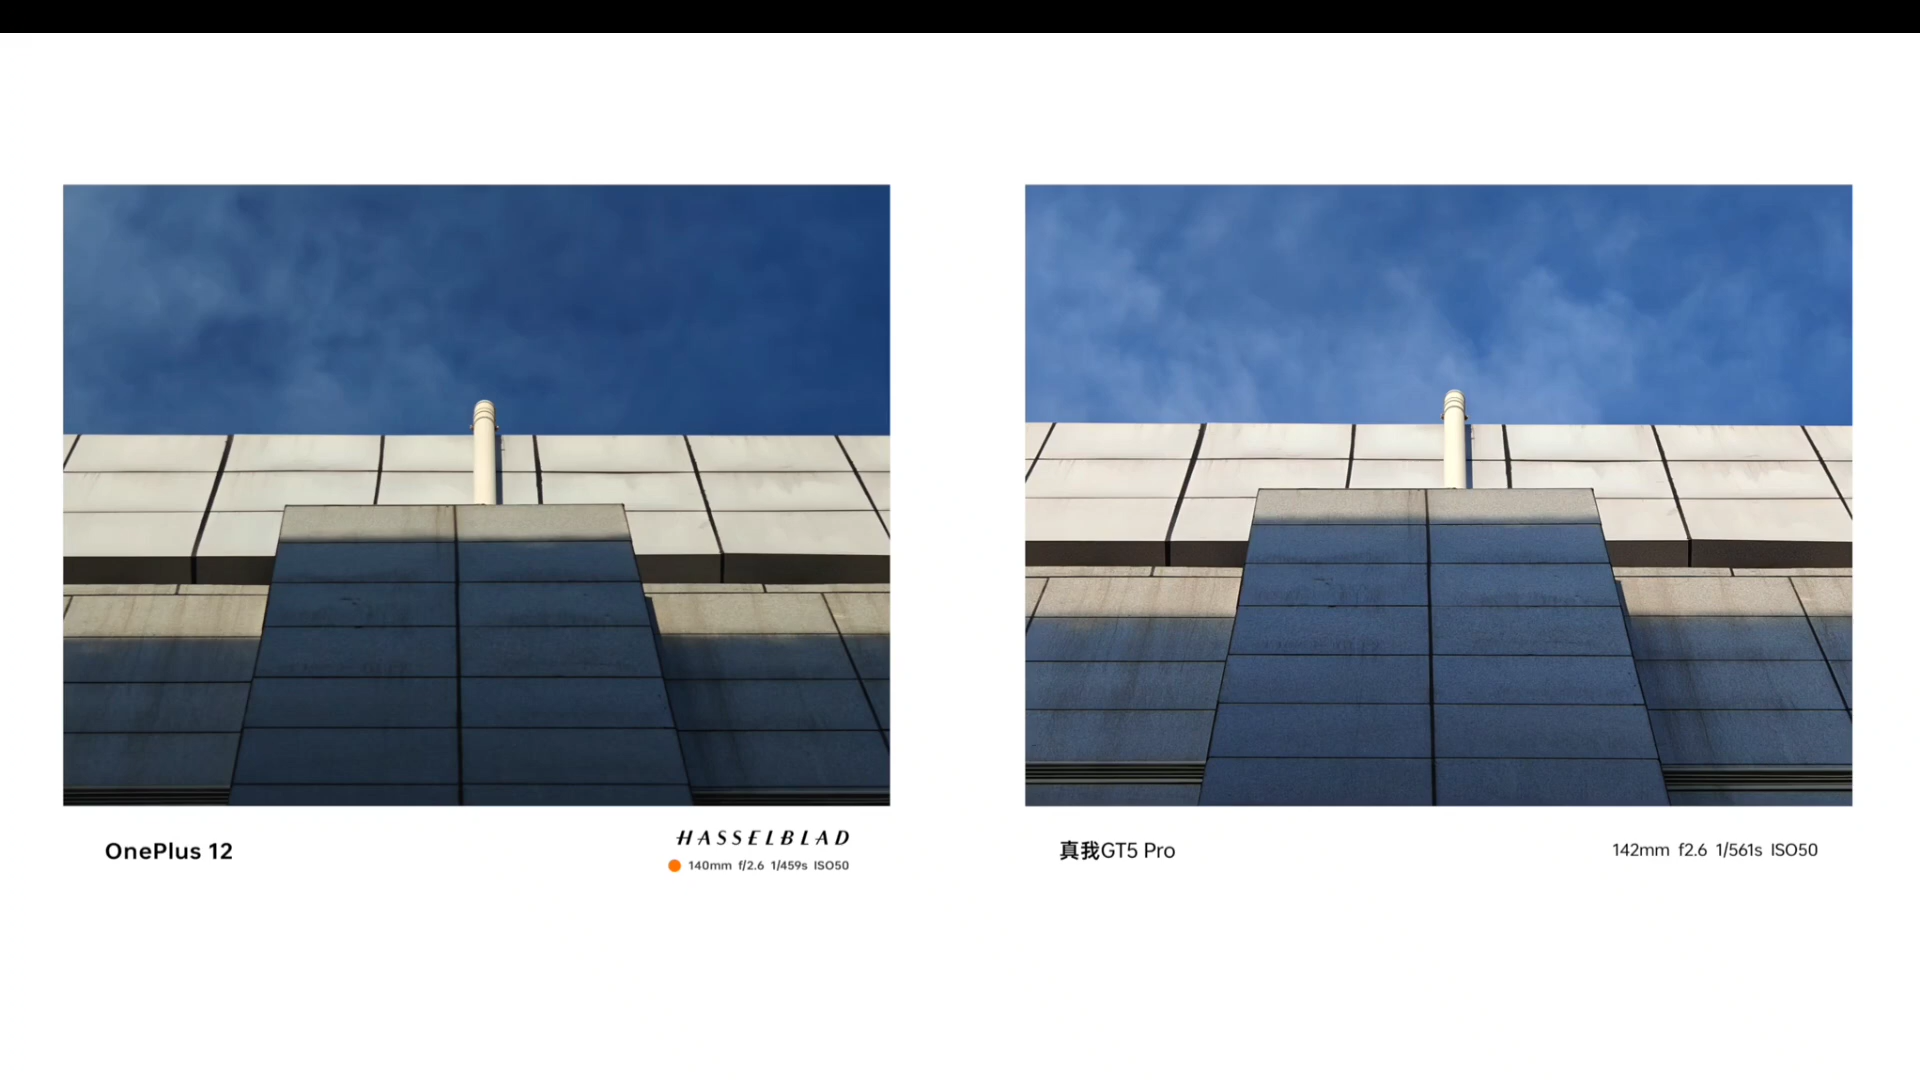 OnePlus 12
HASSELBLAD
140mm f/2.6 1/459s ISO50
真我GT5 Pro
142mm f2.6 1/561s ISO50